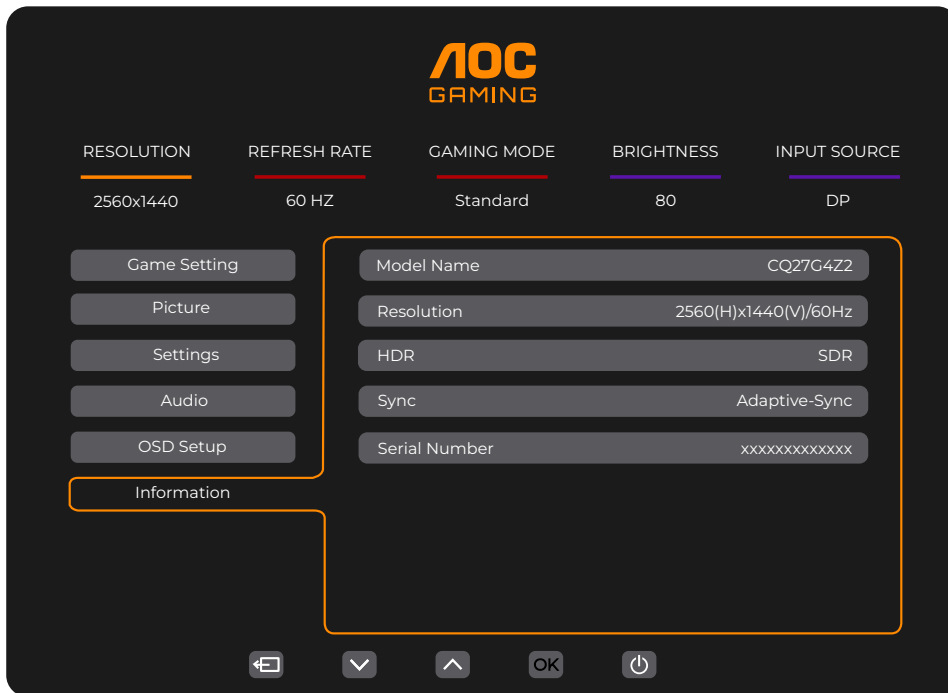 AOC
GAMING
RESOLUTION REFRESH RATE GAMING MODE BRIGHTNESS INPUT SOURCE
2560x1440 60 HZ Standard 80 DP
Game Setting
Picture
Settings
Audio
OSD Setup
Information
Model Name CQ27G4Z2
Resolution 2560(H)x1440(V)/60Hz
HDR SDR
Sync Adaptive-Sync
Serial Number xxxxxxxxxxxxx
OK